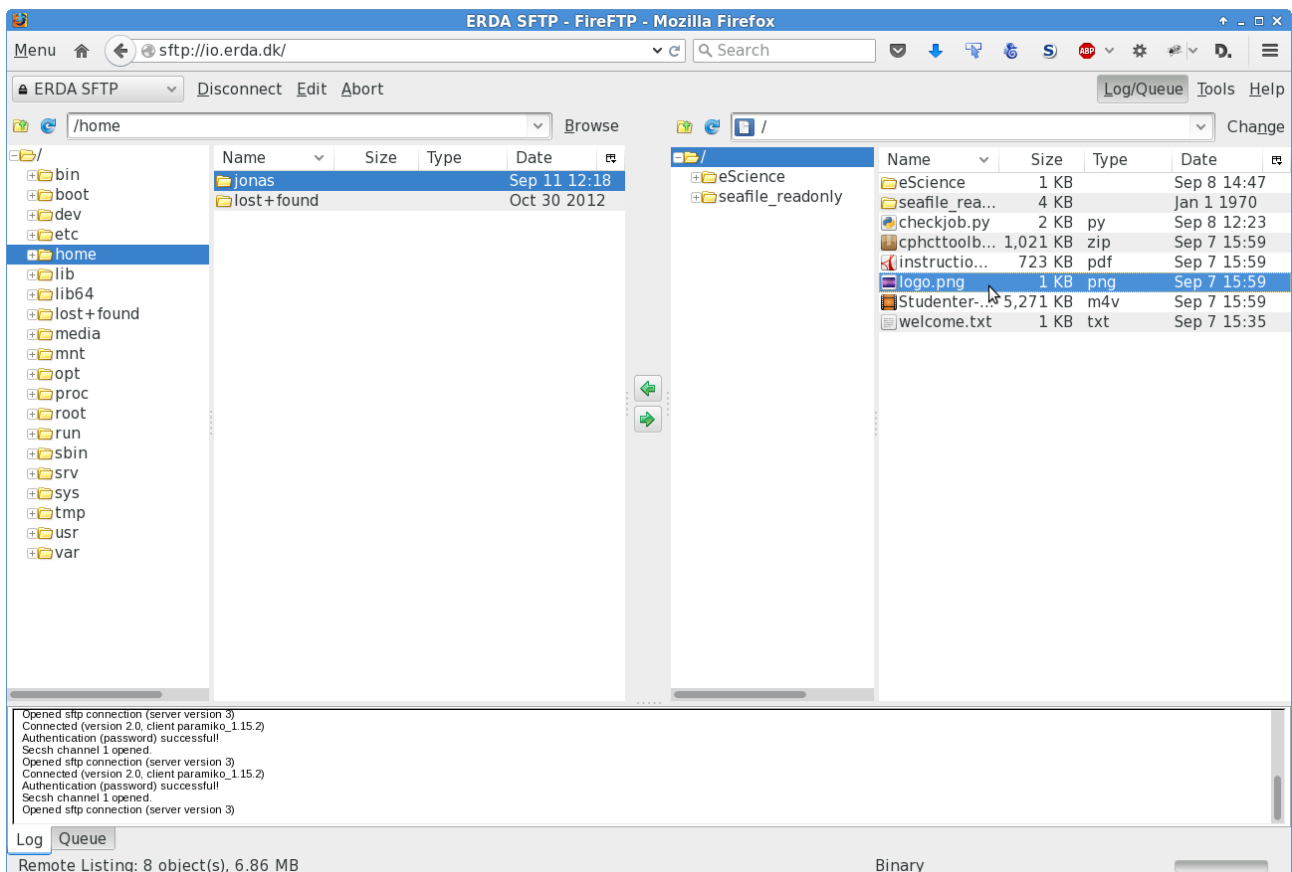 ERDA SFTP - FireFTP - Mozilla Firefox
Menu sftp://io.erda.dk/ Search S) ABP D.
ERDA SFTP Disconnect Edit Abort Log/Queue Tools Help
/home Browse / Change
/
bin
boot
dev
etc
home
lib
lib64
lost+found
media
mnt
opt
proc
root
run
sbin
srv
sys
tmp
usr
var
Name Size Type Date
jonas Sep 11 12:18
lost+found Oct 30 2012
/
eScience
seafile_readonly
Name Size Type Date
eScience 1 KB Sep 8 14:47
seafile_rea... 4 KB Jan 1 1970
checkjob.py 2 KB py Sep 8 12:23
cphcttoolb... 1,021 KB zip Sep 7 15:59
instructio... 723 KB pdf Sep 7 15:59
logo.png 1 KB png Sep 7 15:59
Studenter-... 5,271 KB m4v Sep 7 15:59
welcome.txt 1 KB txt Sep 7 15:35
Opened sftp connection (server version 3)
Connected (version 2.0, client paramiko_1.15.2)
Authentication (password) successful!
Secsh channel 1 opened.
Opened sftp connection (server version 3)
Connected (version 2.0, client paramiko_1.15.2)
Authentication (password) successful!
Secsh channel 1 opened.
Opened sftp connection (server version 3)
Log Queue
Remote Listing: 8 object(s), 6.86 MB Binary